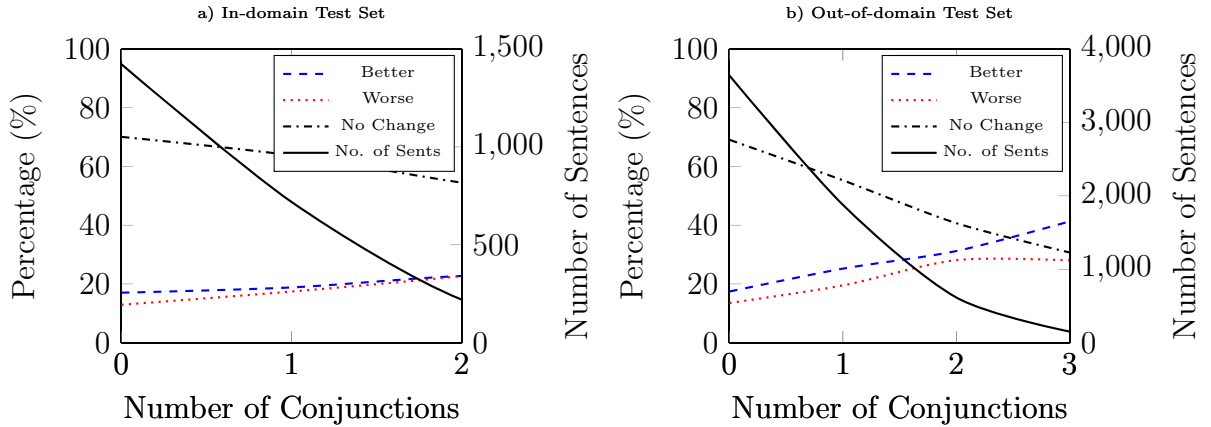 a) In-domain Test Set
Percentage (%)
100
80
60
40
20
0
0 1 2
Number of Conjunctions
1,500
1,000
500
0
Number of Sentences
Better
Worse
No Change
No. of Sents
b) Out-of-domain Test Set
Percentage (%)
100
80
60
40
20
0
0 1 2 3
Number of Conjunctions
4,000
3,000
2,000
1,000
0
Number of Sentences
Better
Worse
No Change
No. of Sents